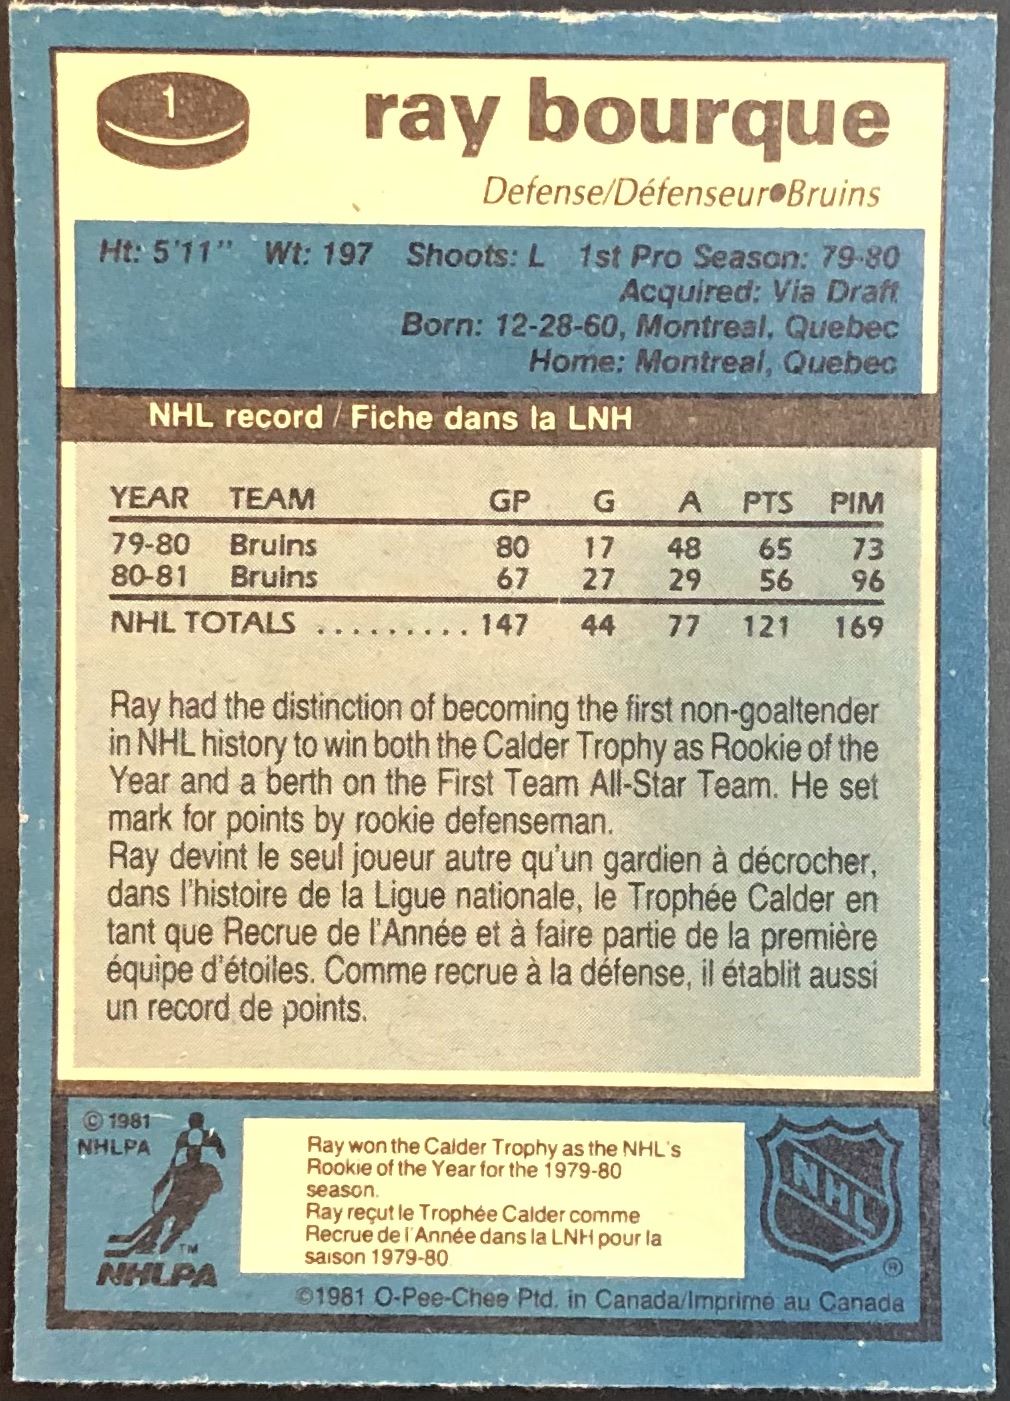 1
ray bourque
Defense/Défenseur●Bruins
Ht: 5'11" Wt: 197 Shoots: L 1st Pro Season: 79-80
Acquired: Via Draft
Born: 12-28-60, Montreal, Quebec
Home: Montreal, Quebec
NHL record / Fiche dans la LNH
YEAR TEAM GP G A PTS PIM
79-80 Bruins 80 17 48 65 73
80-81 Bruins 67 27 29 56 96
NHL TOTALS .......... 147 44 77 121 169
Ray had the distinction of becoming the first non-goaltender
in NHL history to win both the Calder Trophy as Rookie of the
Year and a berth on the First Team All-Star Team. He set
mark for points by rookie defenseman.
Ray devint le seul joueur autre qu'un gardien à décrocher,
dans l'histoire de la Ligue nationale, le Trophée Calder en
tant que Recrue de l'Année et à faire partie de la première
équipe d'étoiles. Comme recrue à la défense, il établit aussi
un record de points.
© 1981
NHLPA
TM
NHLPA
Ray won the Calder Trophy as the NHL's
Rookie of the Year for the 1979-80
season.
Ray reçut le Trophée Calder comme
Recrue de l'Année dans la LNH pour la
saison 1979-80
NHL
®
©1981 O-Pee-Chee Ptd. in Canada/Imprimé au Canada